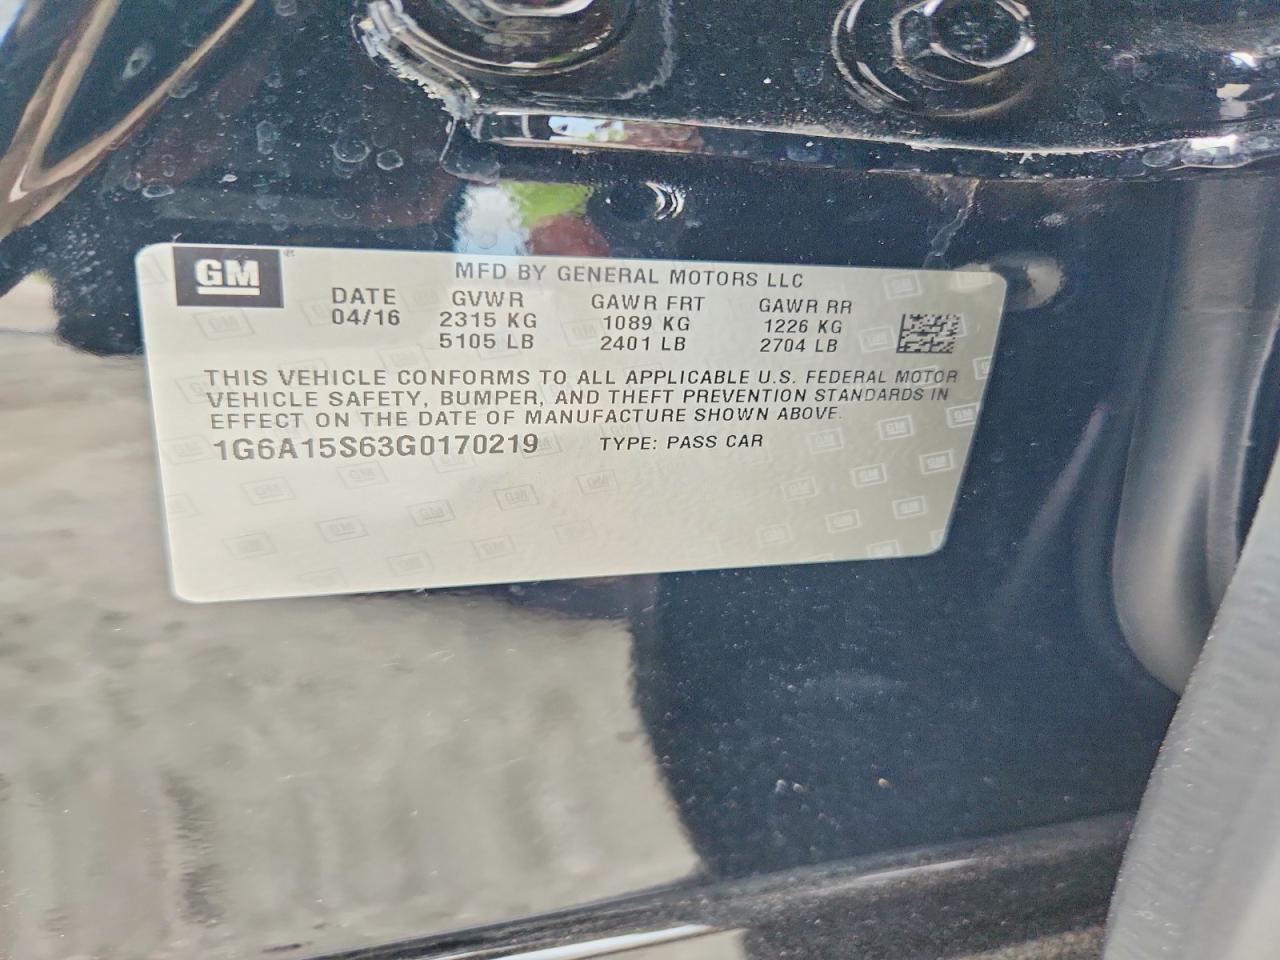 GM
MFD BY GENERAL MOTORS LLC
DATE GVWR GAWR FRT GAWR RR
04/16 2315 KG 1089 KG 1226 KG
5105 LB 2401 LB 2704 LB
THIS VEHICLE CONFORMS TO ALL APPLICABLE U.S. FEDERAL MOTOR
VEHICLE SAFETY, BUMPER, AND THEFT PREVENTION STANDARDS IN
EFFECT ON THE DATE OF MANUFACTURE SHOWN ABOVE.
1G6A15S63G0170219 TYPE: PASS CAR